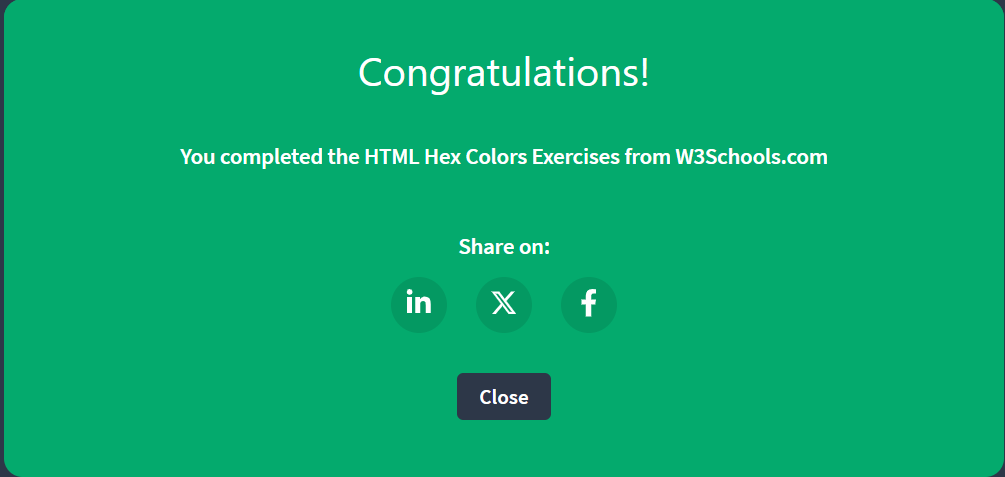 Congratulations!
You completed the HTML Hex Colors Exercises from W3Schools.com
Share on:
in X f
Close